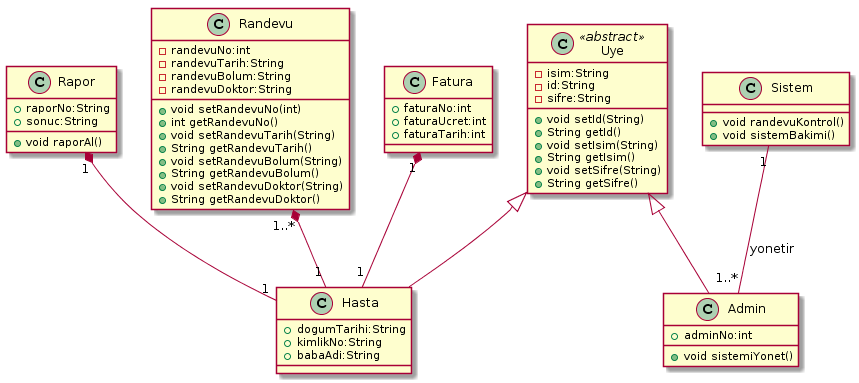 C Rapor
raporNo:String
sonuc:String
void raporAl()
C Randevu
randevuNo:int
randevuTarih:String
randevuBolum:String
randevuDoktor:String
void setRandevuNo(int)
int getRandevuNo()
void setRandevuTarih(String)
String getRandevuTarih()
void setRandevuBolum(String)
String getRandevuBolum()
void setRandevuDoktor(String)
String getRandevuDoktor()
C Fatura
faturaNo:int
faturaUcret:int
faturaTarih:int
C «abstract»
Uye
isim:String
id:String
sifre:String
void setId(String)
String getId()
void setIsim(String)
String getIsim()
void setSifre(String)
String getSifre()
C Sistem
void randevuKontrol()
void sistemBakimi()
1
1..*
1
1
yonetir
1
1
1
1..*
C Hasta
dogumTarihi:String
kimlikNo:String
babaAdi:String
C Admin
adminNo:int
void sistemiYonet()